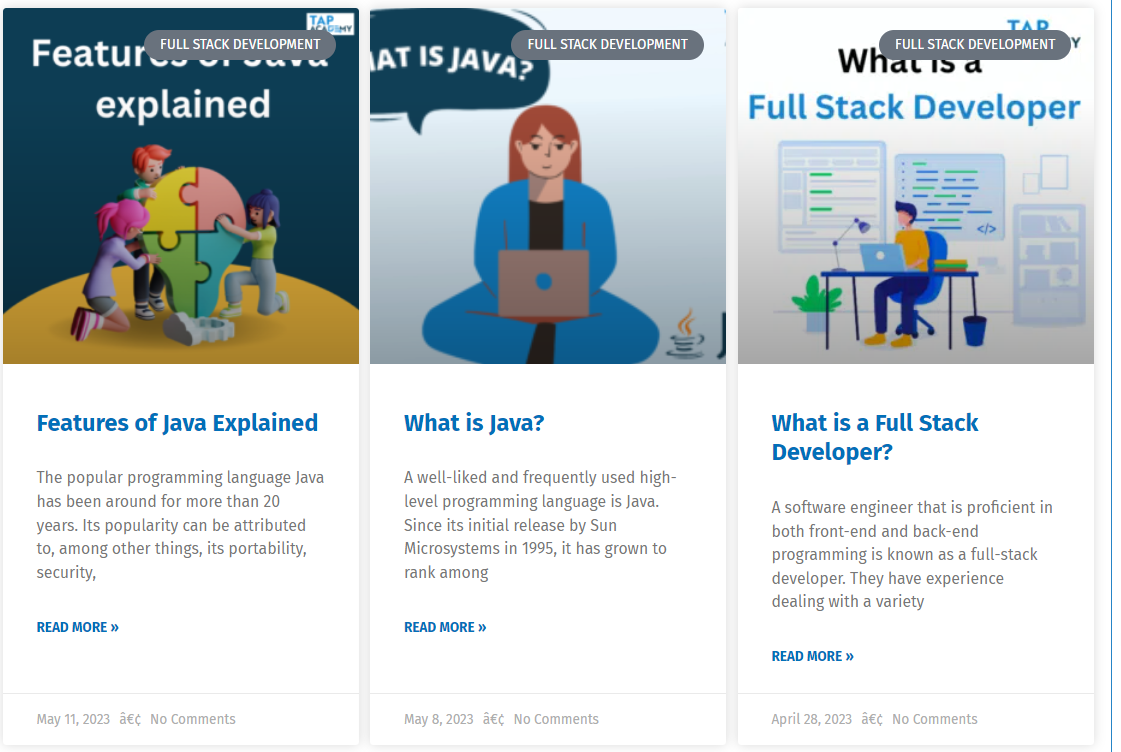 TAP
ACADEMY
FULL STACK DEVELOPMENT
Features of Java
explained
Features of Java Explained
The popular programming language Java
has been around for more than 20
years. Its popularity can be attributed
to, among other things, its portability,
security,
READ MORE »
May 11, 2023 â€¢ No Comments
FULL STACK DEVELOPMENT
AT IS JAVA?
J
What is Java?
A well-liked and frequently used high-
level programming language is Java.
Since its initial release by Sun
Microsystems in 1995, it has grown to
rank among
READ MORE »
May 8, 2023 â€¢ No Comments
TAP
FULL STACK DEVELOPMENT
MY
What is a
Full Stack Developer
</>
What is a Full Stack
Developer?
A software engineer that is proficient in
both front-end and back-end
programming is known as a full-stack
developer. They have experience
dealing with a variety
READ MORE »
April 28, 2023 â€¢ No Comments